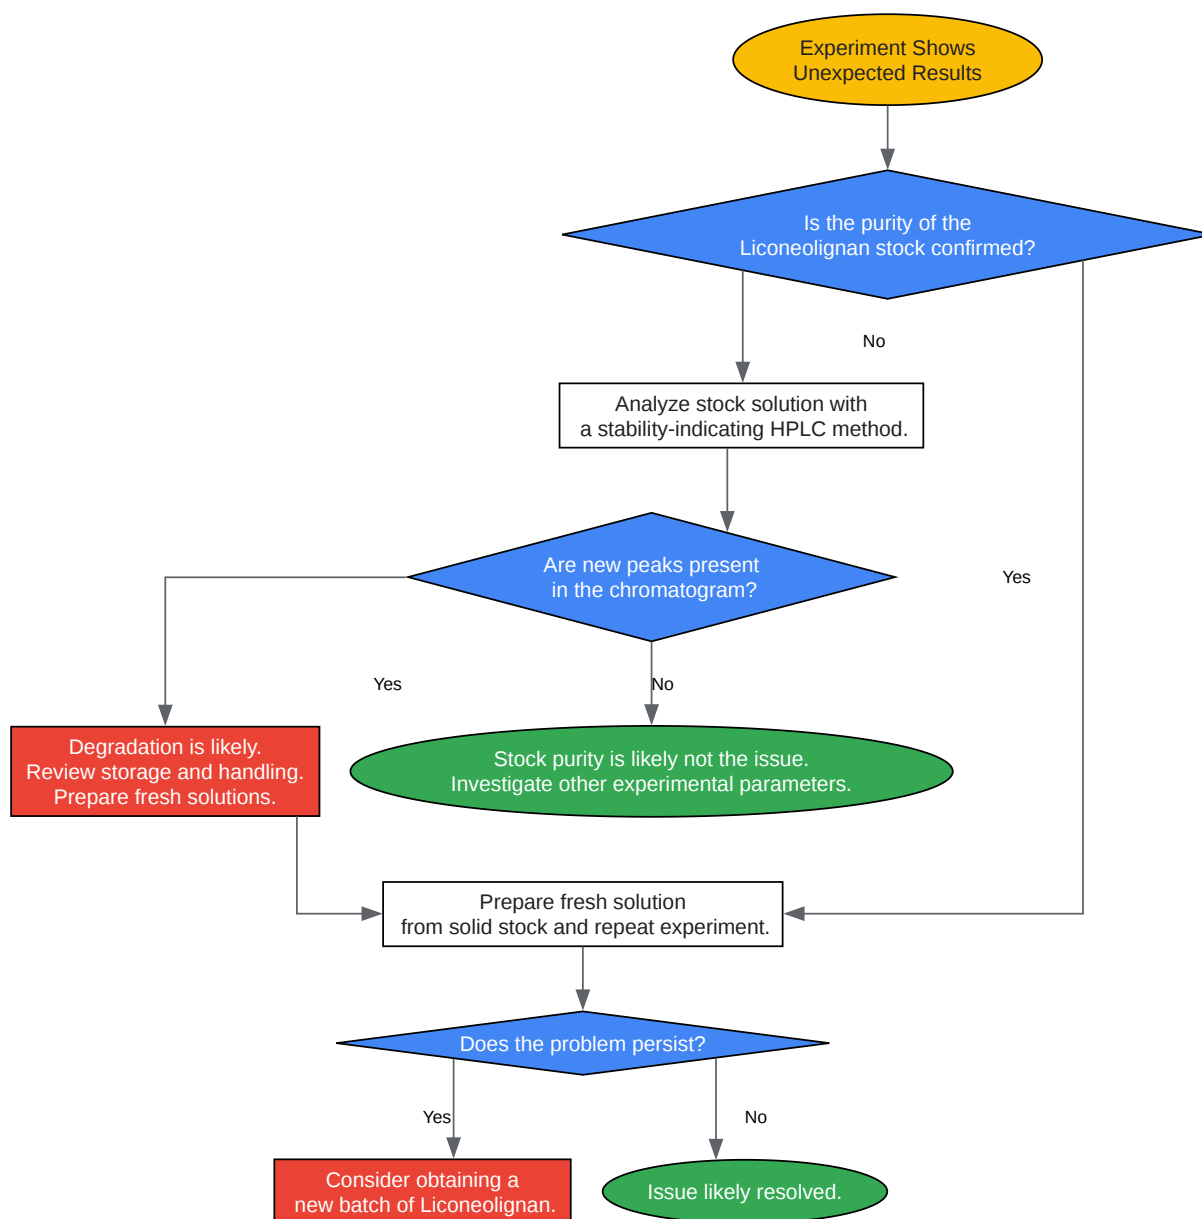 Experiment Shows
Unexpected Results
Is the purity of the
Liconeolignan stock confirmed?
No
Analyze stock solution with
a stability-indicating HPLC method.
Are new peaks present
in the chromatogram?
Yes
Yes
No
Degradation is likely.
Review storage and handling.
Prepare fresh solutions.
Stock purity is likely not the issue.
Investigate other experimental parameters.
Prepare fresh solution
from solid stock and repeat experiment.
Does the problem persist?
Yes
No
Consider obtaining a
new batch of Liconeolignan.
Issue likely resolved.